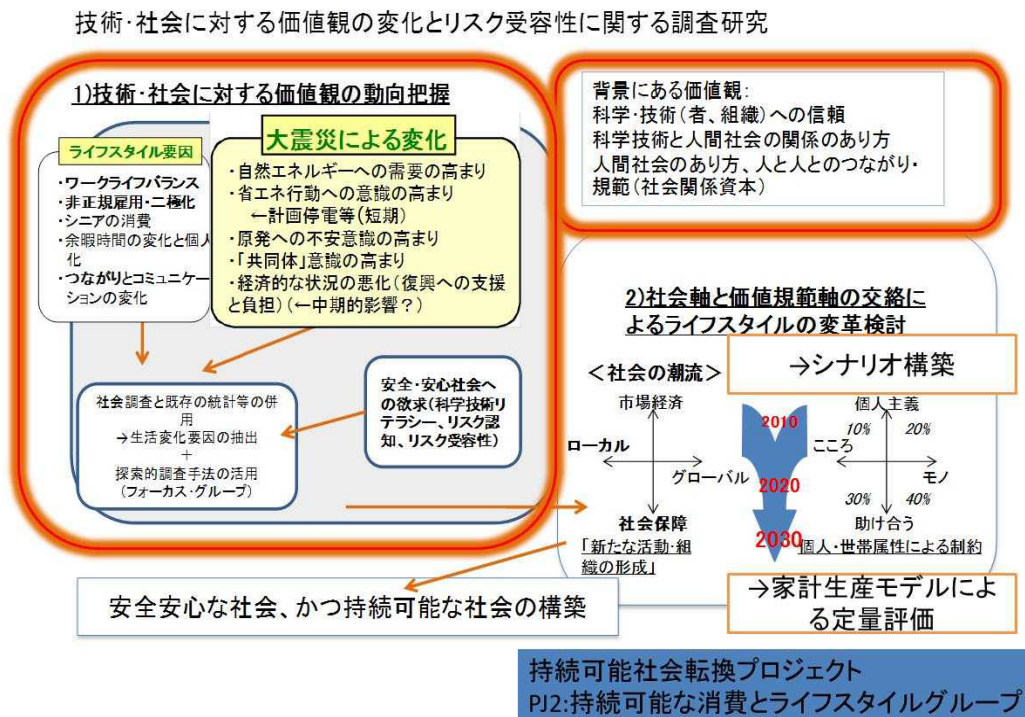 技術・社会に対する価値観の変化とリスク受容性に関する調査研究
1)技術・社会に対する価値観の動向把握
ライフスタイル要因
・ワークライフバランス
・非正規雇用・二極化
・シニアの消費
・余暇時間の変化と個人
化
・つながりとコミュニケー
ションの変化
大震災による変化
・自然エネルギーへの需要の高まり
・省エネ行動への意識の高まり
←計画停電等(短期)
・原発への不安意識の高まり
・「共同体」意識の高まり
・経済的な状況の悪化(復興への支援
と負担)(←中期的影響?)
社会調査と既存の統計等の併
用
→生活変化要因の抽出
+
探索的調査手法の活用
(フォーカス・グループ)
安全・安心社会へ
の欲求(科学技術リ
テラシー、リスク認
知、リスク受容性)
背景にある価値観:
科学・技術(者、組織)への信頼
科学技術と人間社会の関係のあり方
人間社会のあり方、人と人とのつながり・
規範(社会関係資本)
2)社会軸と価値規範軸の交絡に
よるライフスタイルの変革検討
→シナリオ構築
<社会の潮流>
市場経済
ローカル
グローバル
社会保障
「新たな活動・組
織の形成」
2010
2020
2030
個人主義
10%
20%
こころ
モノ
30%
40%
助け合う
個人・世帯属性による制約
→家計生産モデルによ
る定量評価
安全安心な社会、かつ持続可能な社会の構築
持続可能社会転換プロジェクト
PJ2:持続可能な消費とライフスタイルグループ